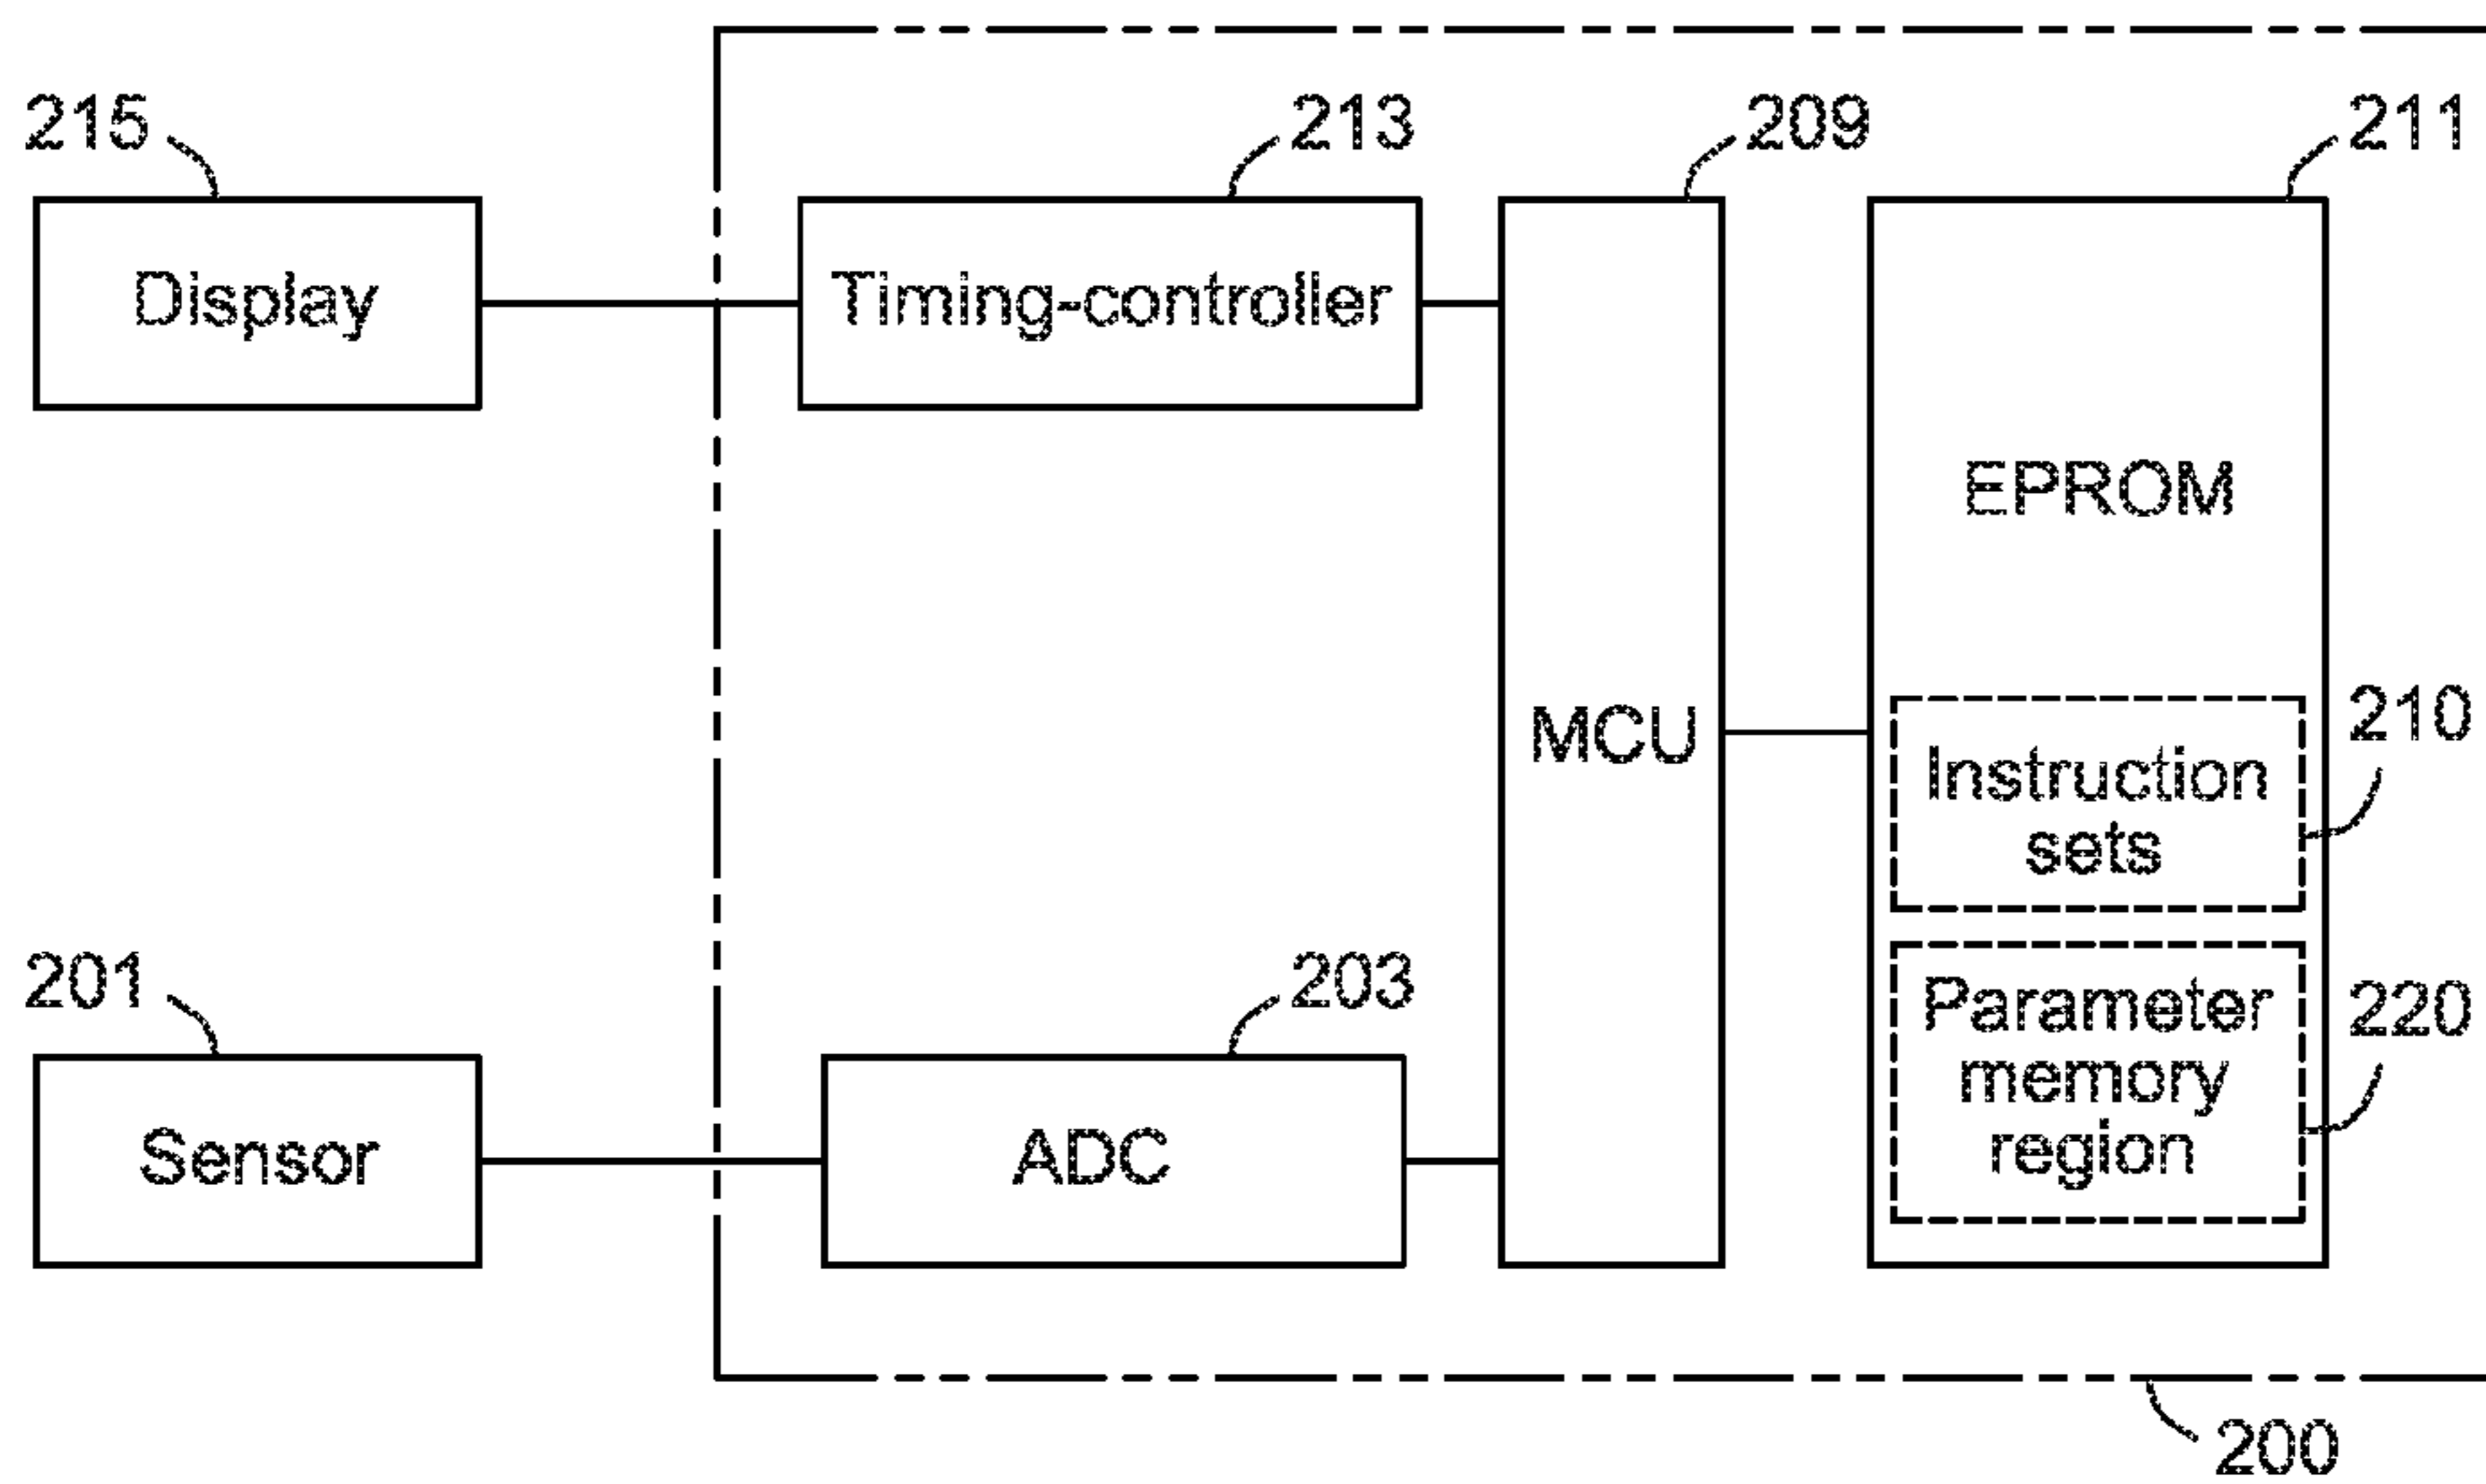 215
213
209
211
Display
Timing-controller
EPROM
MCU
210
Instruction
sets
201
203
Parameter
memory
region
220
Sensor
ADC
200